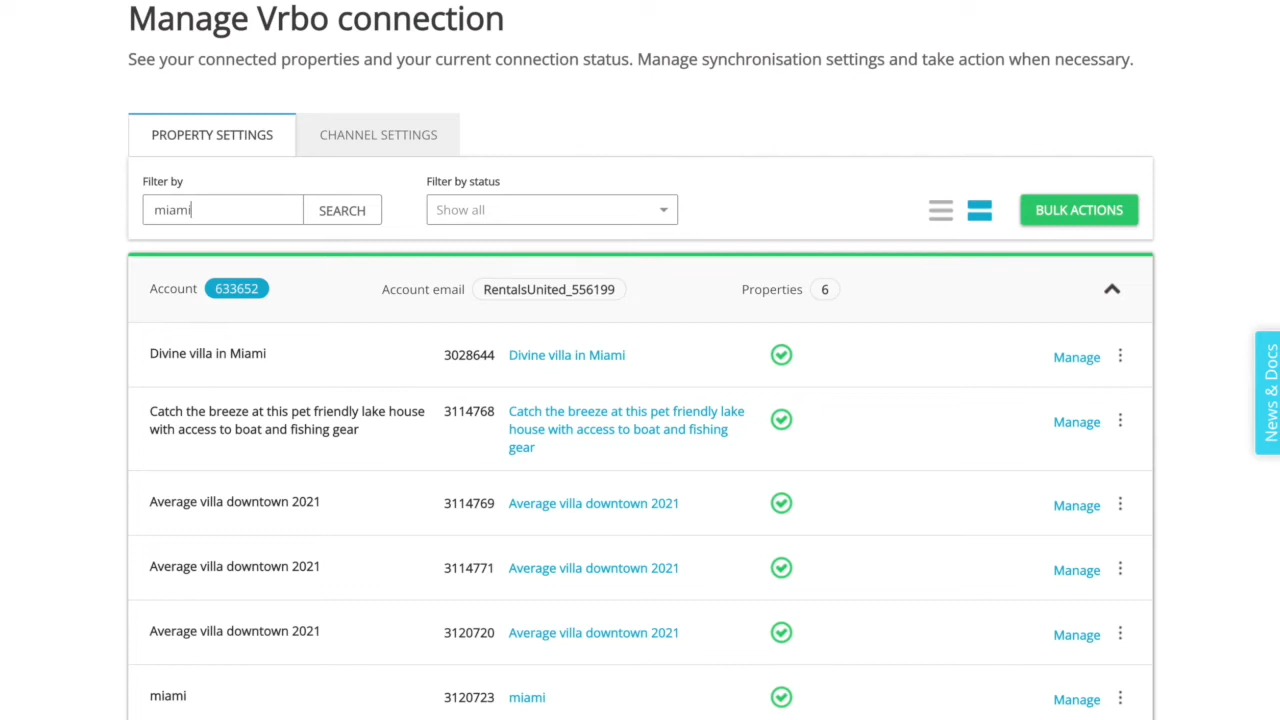 Manage Vrbo connection
See your connected properties and your current connection status. Manage synchronisation settings and take action when necessary.
PROPERTY SETTINGS CHANNEL SETTINGS
Filter by Filter by status
miami SEARCH Show all BULK ACTIONS
Account 633652 Account email RentalsUnited_556199 Properties 6
Divine villa in Miami 3028644 Divine villa in Miami Manage
Catch the breeze at this pet friendly lake house with access to boat and fishing gear 3114768 Catch the breeze at this pet friendly lake house with access to boat and fishing gear Manage
Average villa downtown 2021 3114769 Average villa downtown 2021 Manage
Average villa downtown 2021 3114771 Average villa downtown 2021 Manage
Average villa downtown 2021 3120720 Average villa downtown 2021 Manage
miami 3120723 miami Manage
News & Docs